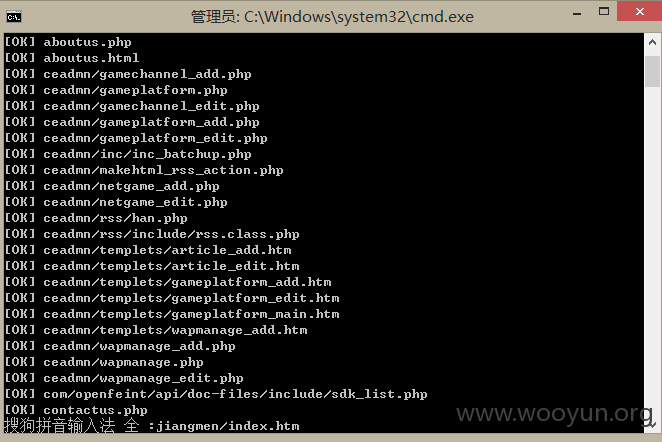 管理员: C:\Windows\system32\cmd.exe
[OK] aboutus.php
[OK] aboutus.html
[OK] ceadmn/gamechannel_add.php
[OK] ceadmn/gameplatform.php
[OK] ceadmn/gamechannel_edit.php
[OK] ceadmn/gameplatform_add.php
[OK] ceadmn/gameplatform_edit.php
[OK] ceadmn/inc/inc_batchup.php
[OK] ceadmn/makehtml_rss_action.php
[OK] ceadmn/netgame_add.php
[OK] ceadmn/netgame_edit.php
[OK] ceadmn/rss/han.php
[OK] ceadmn/rss/include/rss.class.php
[OK] ceadmn/templets/article_add.htm
[OK] ceadmn/templets/article_edit.htm
[OK] ceadmn/templets/gameplatform_add.htm
[OK] ceadmn/templets/gameplatform_edit.htm
[OK] ceadmn/templets/gameplatform_main.htm
[OK] ceadmn/templets/wapmanage_add.htm
[OK] ceadmn/wapmanage_add.php
[OK] ceadmn/wapmanage.php
[OK] ceadmn/wapmanage_edit.php
[OK] com/openfeint/api/doc-files/include/sdk_list.php
[OK] contactus.php
搜狗拼音输入法 全 :jiangmen/index.htm
www.wooyun.org